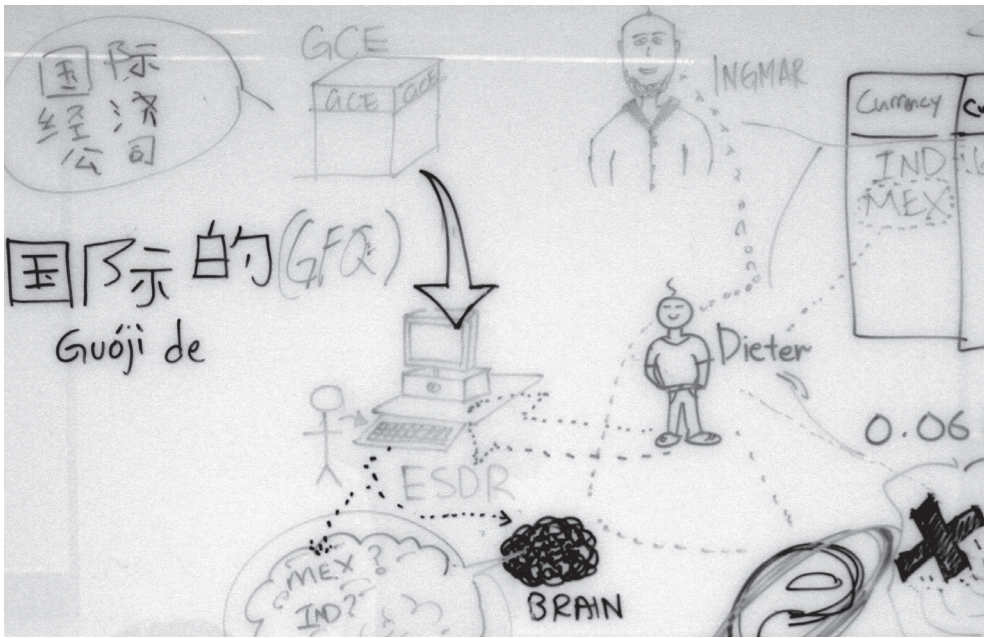 国际
经济
公司
GCE
GCE GCE
INGMAR
Currency
IND
MEX
国际的(GFQ)
Guójì de
Dieter
0.06
ESDR
MEX?
IND?
BRAIN